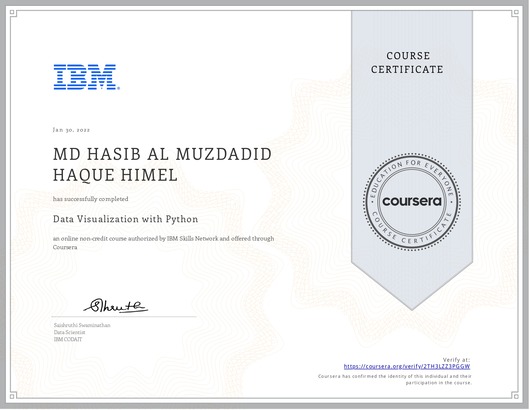 IBM
COURSE
CERTIFICATE
Jan 30, 2022
MD HASIB AL MUZDADID
HAQUE HIMEL
has successfully completed
Data Visualization with Python
an online non-credit course authorized by IBM Skills Network and offered through
Coursera
EDUCATION FOR EVERYONE
coursera
COURSE CERTIFICATE
Saishruthi Swaminathan
Data Scientist
IBM CODAIT
Verify at:
https://coursera.org/verify/2TH3LZZ3PGGW
Coursera has confirmed the identity of this individual and their
participation in the course.